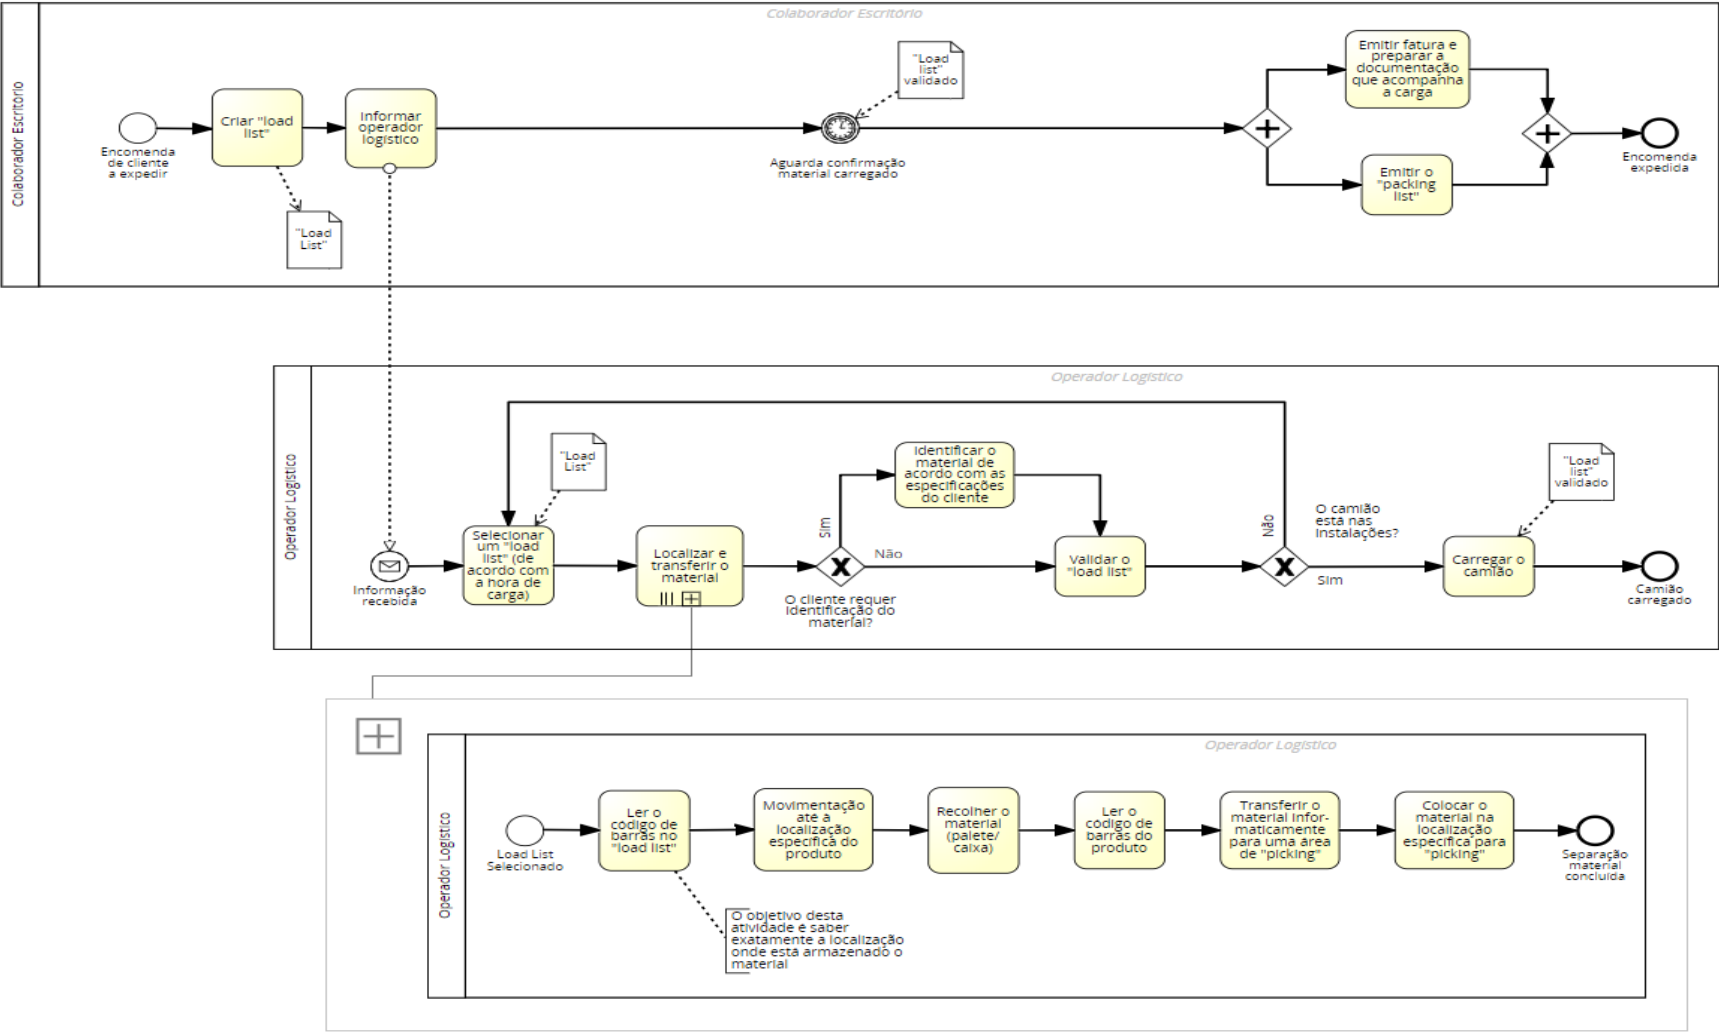 Colaborador Escritório
Colaborador Escritório
"Load
list"
validado
Emitir fatura e
preparar a
documentação
que acompanha
a carga
Criar "load
list"
Informar
operador
logístico
Encomenda
de cliente
a expedir
Aguarda confirmação
material carregado
Encomenda
expedida
Emitir o
"packing
list"
"Load
List"
Operador Logístico
Operador Logístico
"Load
List"
Identificar o
material de
acordo com as
especificações
do cliente
"Load
list"
validado
O camião
está nas
instalações?
Sim
Não
Não
Sim
Selecionar
um "load
list" (de
acordo com
a hora de
carga)
Localizar e
transferir o
material
Validar o
"load list"
Carregar o
camião
Informação
recebida
O cliente requer
identificação do
material?
Camião
carregado
Operador Logístico
Operador Logístico
Load List
Selecionado
Ler o
código de
barras no
"load list"
Movimentação
até à
localização
específica do
produto
Recolher o
material
(palete/
caixa)
Ler o
código de
barras do
produto
Transferir o
material infor-
maticamente
para uma área
de "picking"
Colocar o
material na
localização
específica para
"picking"
Separação
material
concluída
O objetivo desta
atividade é saber
exatamente a localização
onde está armazenado o
material